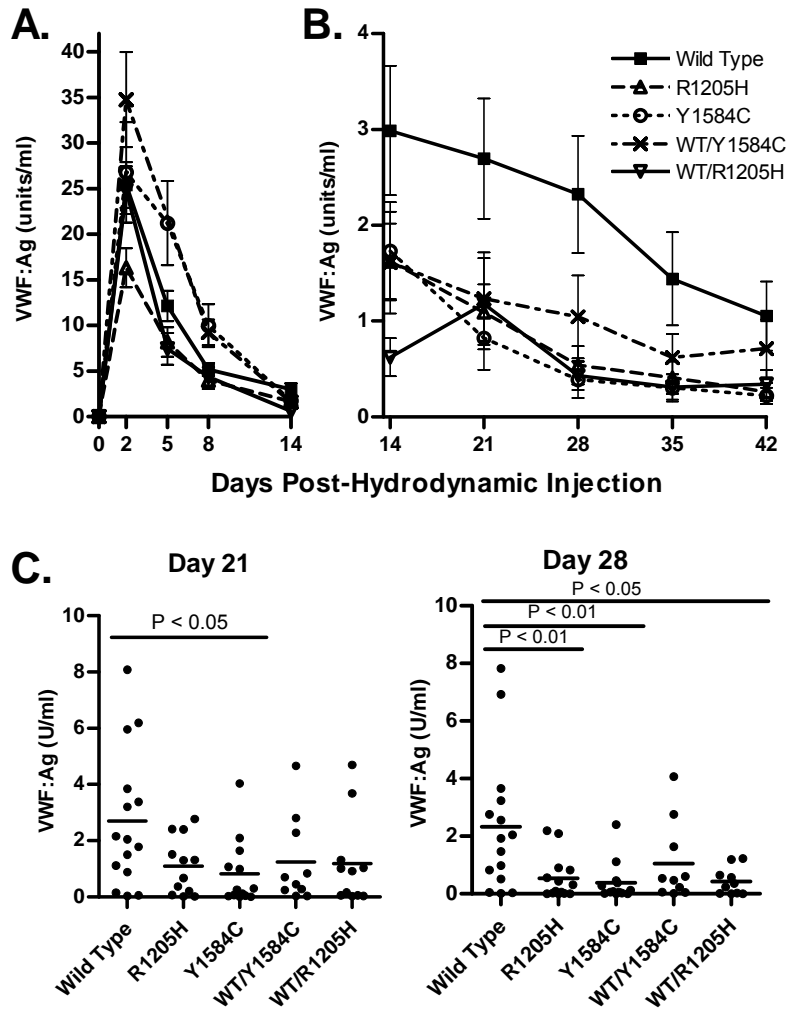 A.
B.
40
35
30
25
20
15
10
5
0
VWF:Ag (units/ml)
0 2 5 8 14
4
3
2
1
0
VWF:Ag (units/ml)
14 21 28 35 42
Wild Type
R1205H
Y1584C
WT/Y1584C
WT/R1205H
Days Post-Hydrodynamic Injection
C.
Day 21
P < 0.05
10
8
6
4
2
0
VWF:Ag (U/ml)
Wild Type
R1205H
Y1584C
WT/Y1584C
WT/R1205H
Day 28
P < 0.05
P < 0.01
P < 0.01
10
8
6
4
2
0
VWF:Ag (U/ml)
Wild Type
R1205H
Y1584C
WT/Y1584C
WT/R1205H